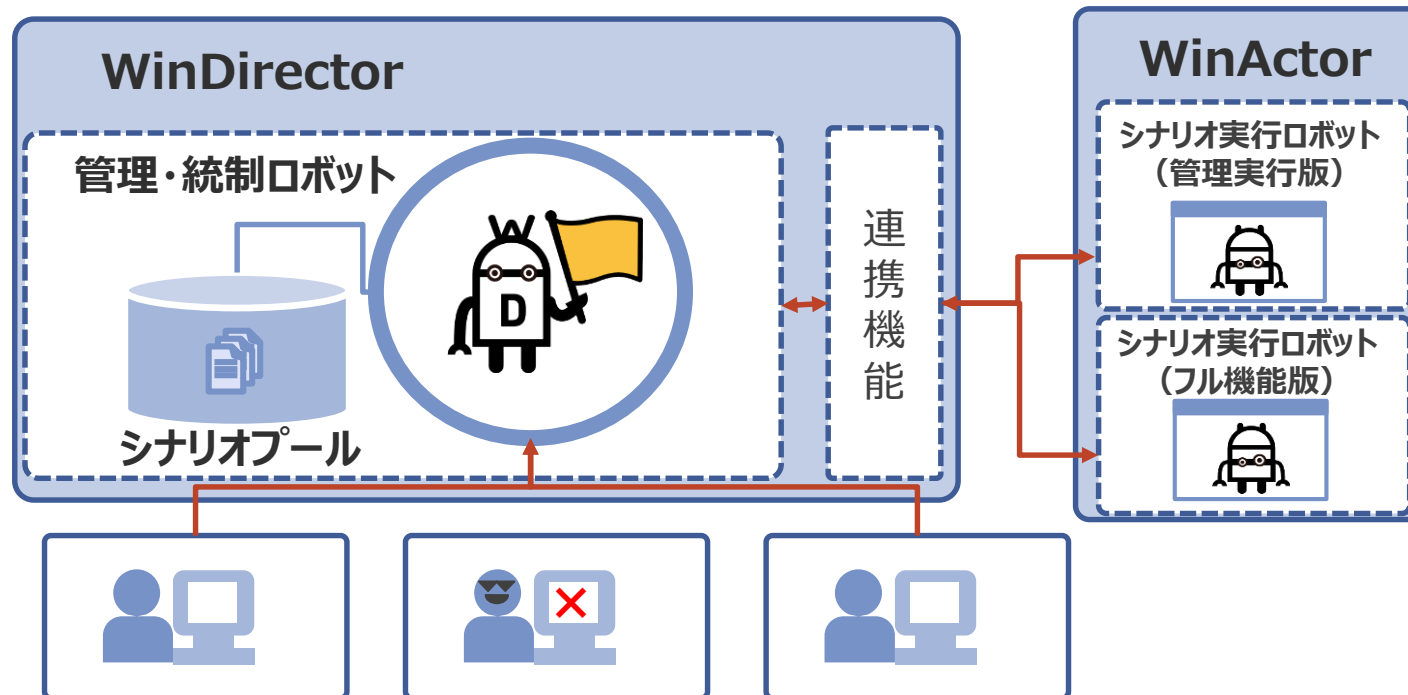 WinDirector
管理・統制ロボット
D
シナリオプール
連携機能
WinActor
シナリオ実行ロボット
（管理実行版）
シナリオ実行ロボット
（フル機能版）